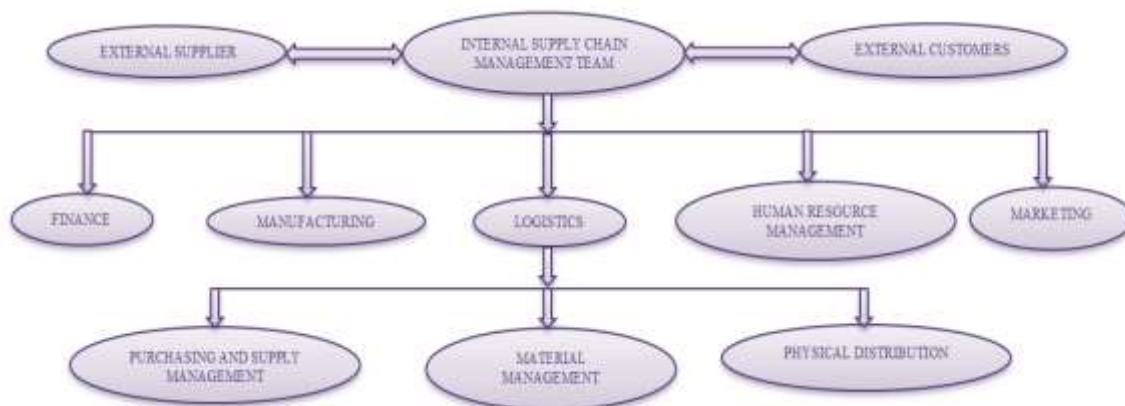 EXTERNAL SUPPLIER
INTERNAL SUPPLY CHAIN
MANAGEMENT TEAM
EXTERNAL CUSTOMERS
FINANCE
MANUFACTURING
LOGISTICS
HUMAN RESOURCE
MANAGEMENT
MARKETING
PURCHASING AND SUPPLY
MANAGEMENT
MATERIAL
MANAGEMENT
PHYSICAL DISTRIBUTION